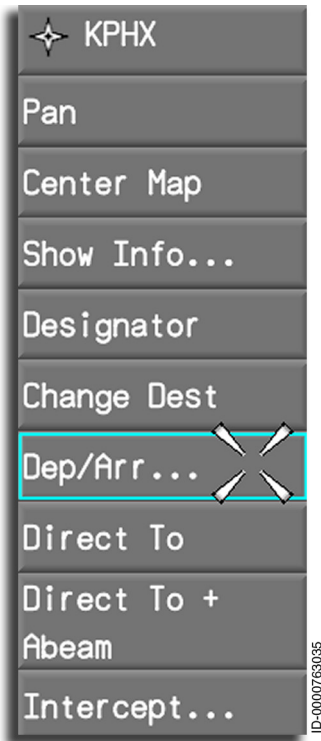 KPHX
Pan
Center Map
Show Info...
Designator
Change Dest
Dep/Arr...
Direct To
Direct To +
Abeam
Intercept...
ID-0000763035